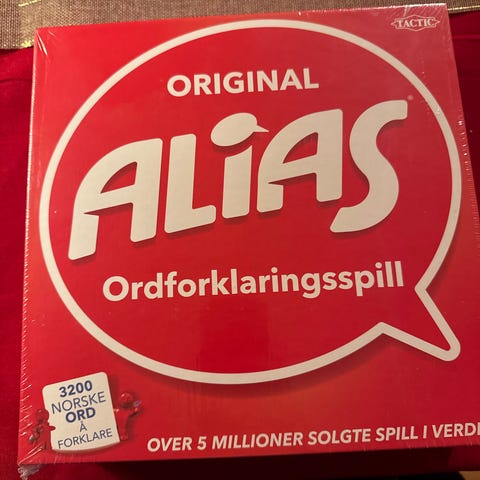 TACTIC
ORIGINAL
ALiAS®
Ordforklaringsspill
3200
NORSKE
ORD
Å
FORKLARE
OVER 5 MILLIONER SOLGTE SPILL I VERD